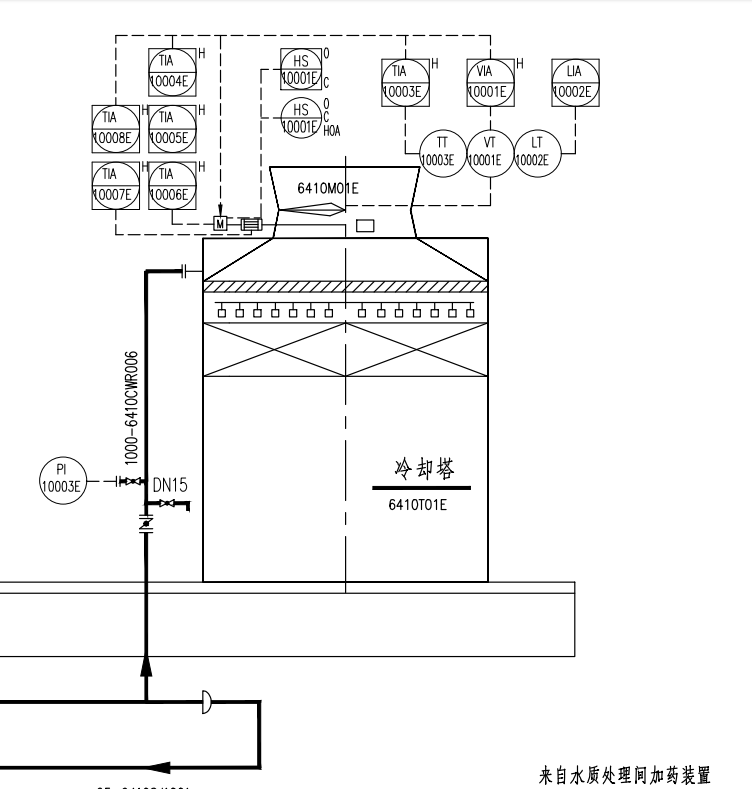 TIA
10004E
H
HS
10001E
O
C
TIA
10003E
H
VIA
10001E
H
LIA
10002E
TIA
10008E
H
TIA
10005E
H
HS
10001E
O
C
HOA
TT
10003E
VT
10001E
LT
10002E
TIA
10007E
H
TIA
10006E
H
6410M01E
M
1000-6410CWR006
PI
10003E
DN15
冷却塔
6410T01E
来自水质处理间加药装置